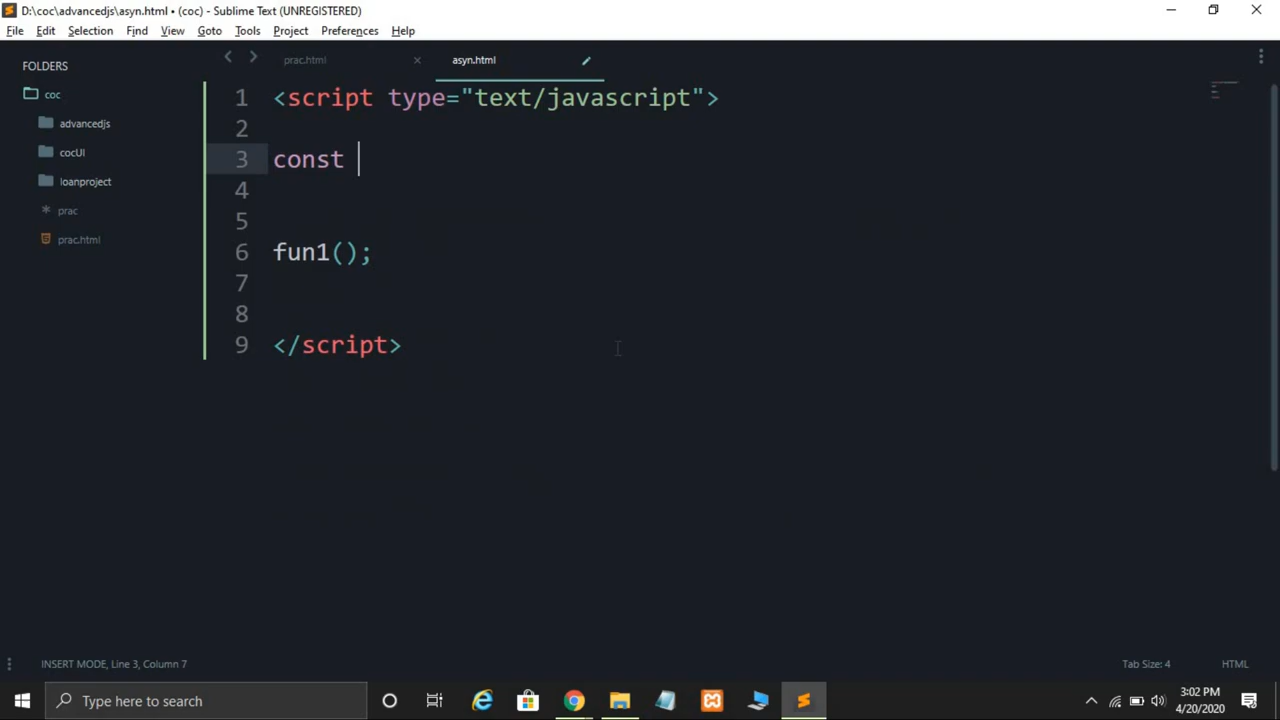 D:\coc\advancedjs\asyn.html • (coc) - Sublime Text (UNREGISTERED)
File Edit Selection Find View Goto Tools Project Preferences Help
FOLDERS
coc
advancedjs
cocUI
loanproject
prac
prac.html
prac.html asyn.html
1 <script type="text/javascript">
2
3 const
4
5
6 fun1();
7
8
9 </script>
INSERT MODE, Line 3, Column 7 Tab Size: 4 HTML
Type here to search
3:02 PM
4/20/2020